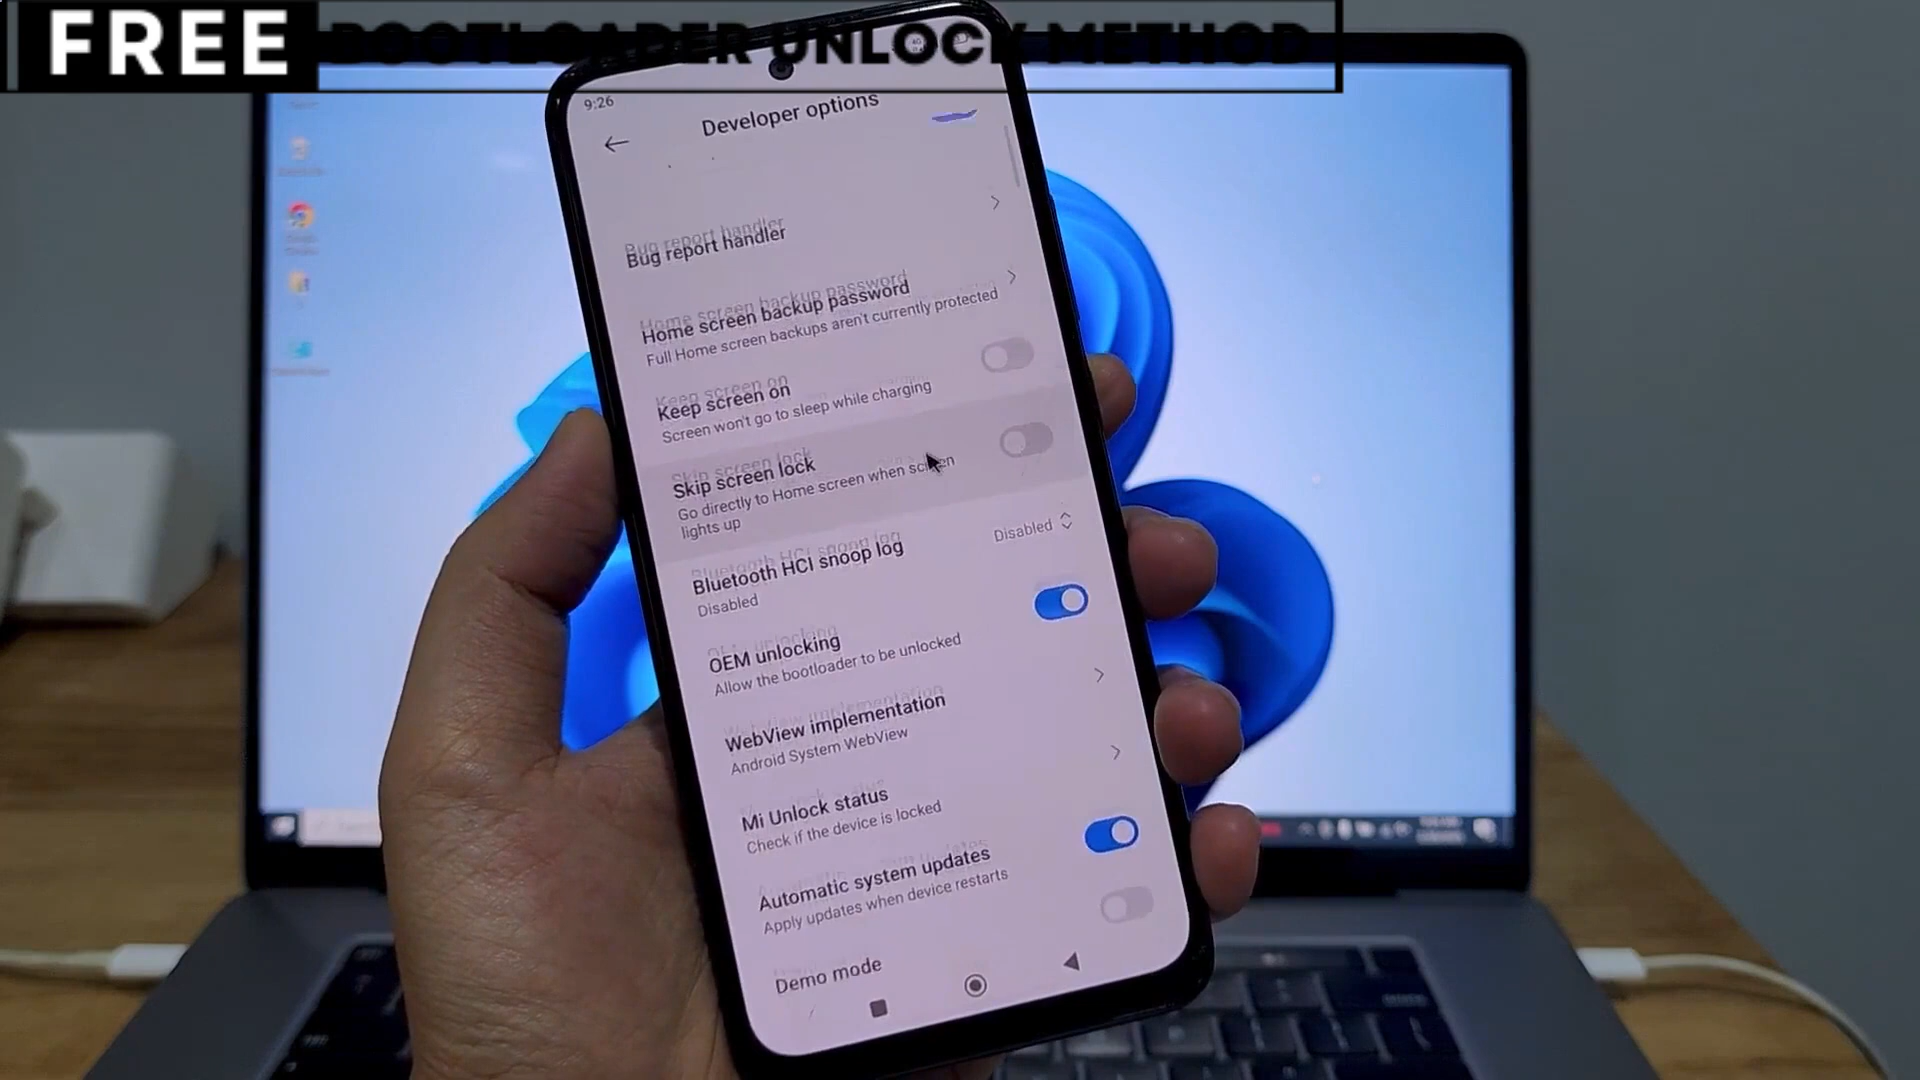 FREE BOOTLOADER UNLOCK METHOD
9:26
Developer options
Bug report handler
Home screen backup password
Full Home screen backups aren't currently protected
Keep screen on
Screen won't go to sleep while charging
Skip screen lock
Go directly to Home screen when screen
lights up
Bluetooth HCI snoop log
Disabled
Disabled
OEM unlocking
Allow the bootloader to be unlocked
WebView implementation
Android System WebView
Mi Unlock status
Check if the device is locked
Automatic system updates
Apply updates when device restarts
Demo mode